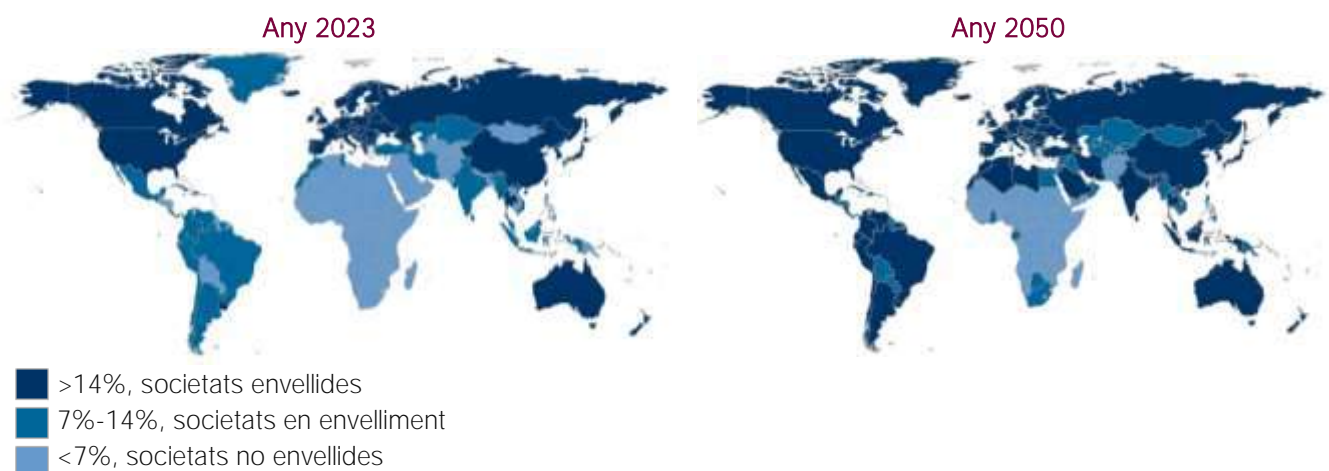 Any 2023
Any 2050
>14%, societats envellides
7%-14%, societats en envelliment
<7%, societats no envellides